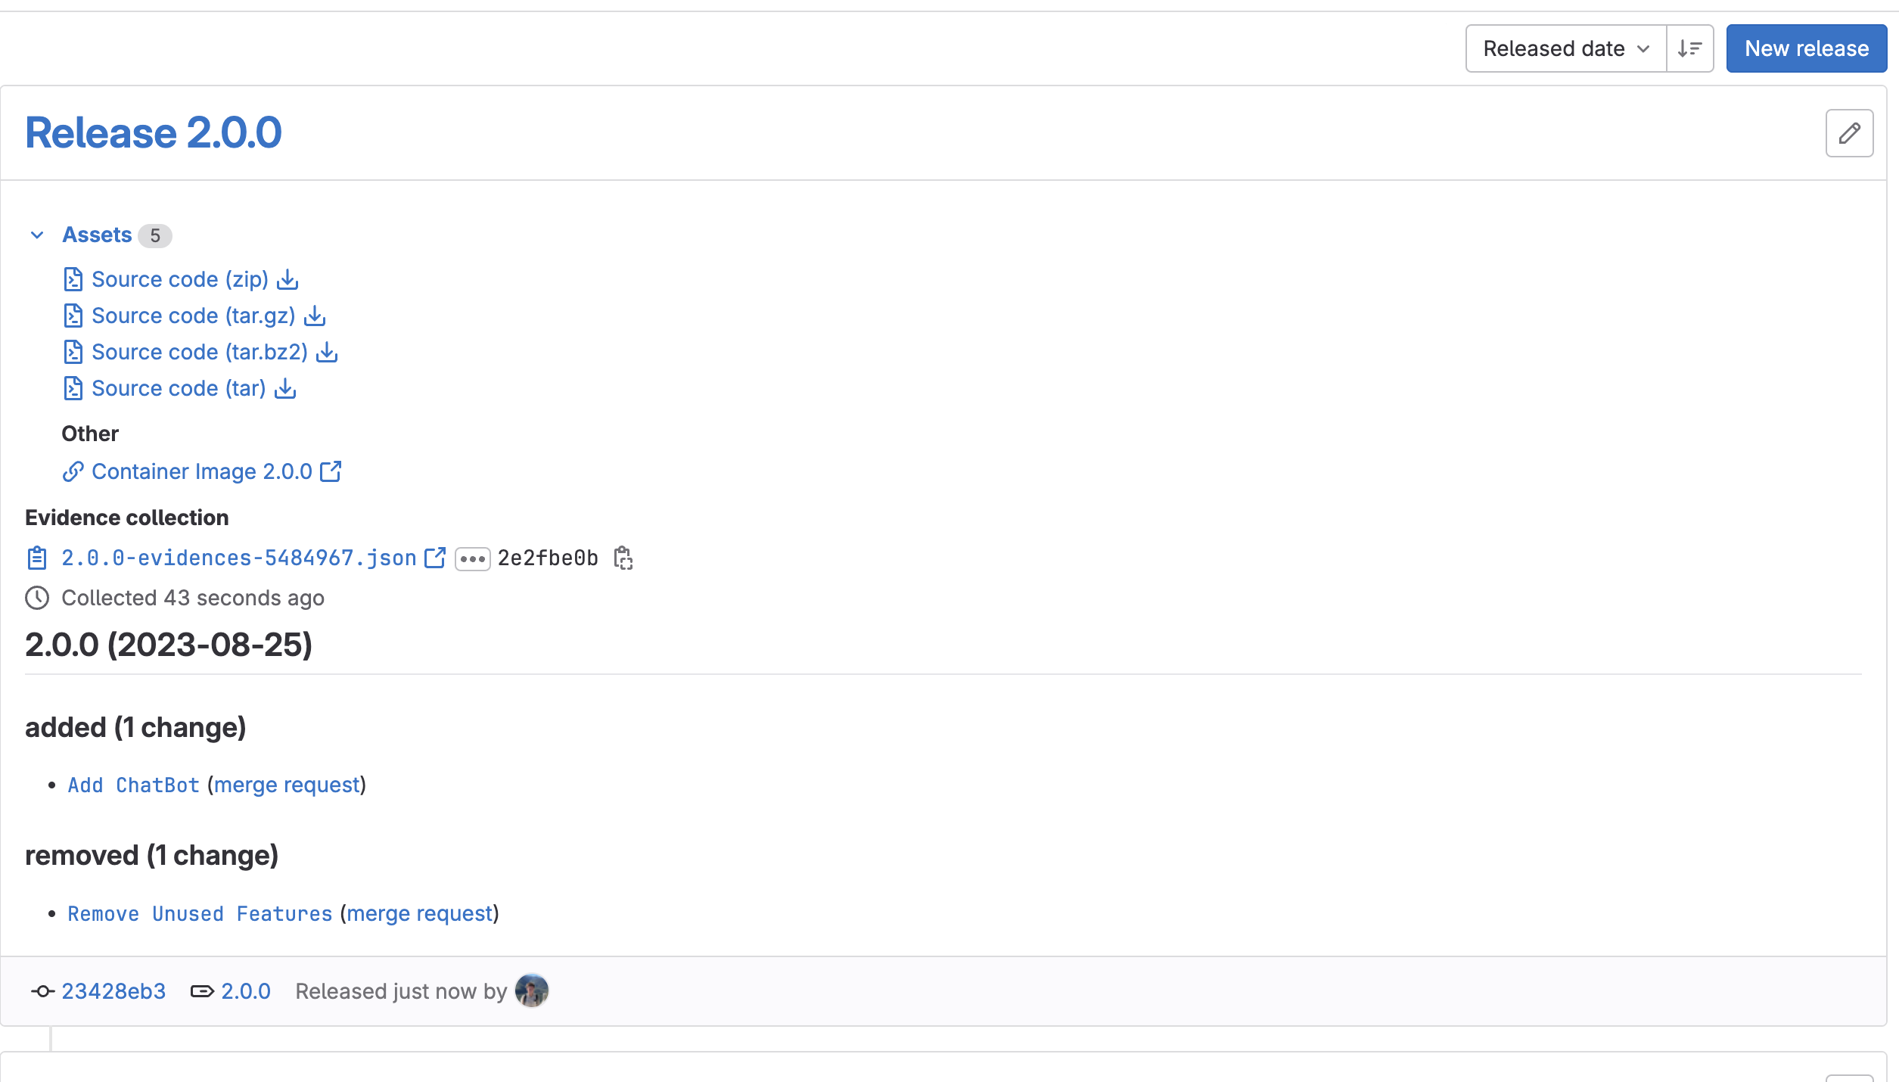 Released date
New release
Release 2.0.0
Assets 5
Source code (zip)
Source code (tar.gz)
Source code (tar.bz2)
Source code (tar)
Other
Container Image 2.0.0
Evidence collection
2.0.0-evidences-5484967.json 2e2fbe0b
Collected 43 seconds ago
2.0.0 (2023-08-25)
added (1 change)
• Add ChatBot (merge request)
removed (1 change)
• Remove Unused Features (merge request)
23428eb3 2.0.0 Released just now by